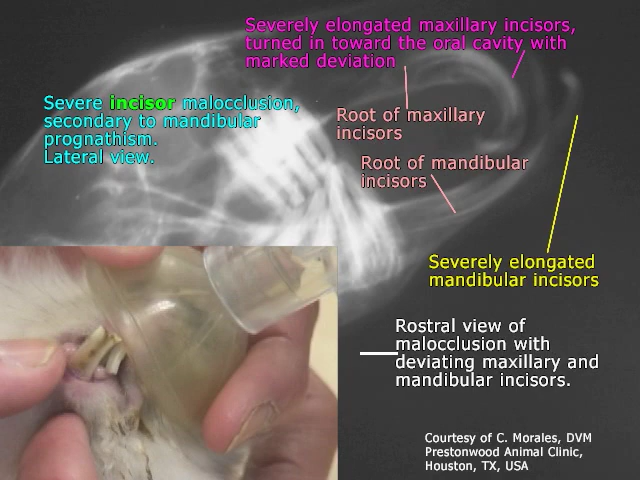 Severely elongated maxillary incisors,
turned in toward the oral cavity with
marked deviation
Severe incisor malocclusion,
secondary to mandibular
prognathism.
Lateral view.
Root of maxillary
incisors
Root of mandibular
incisors
Severely elongated
mandibular incisors
Rostral view of
malocclusion with
deviating maxillary and
mandibular incisors.
Courtesy of C. Morales, DVM
Prestonwood Animal Clinic,
Houston, TX, USA